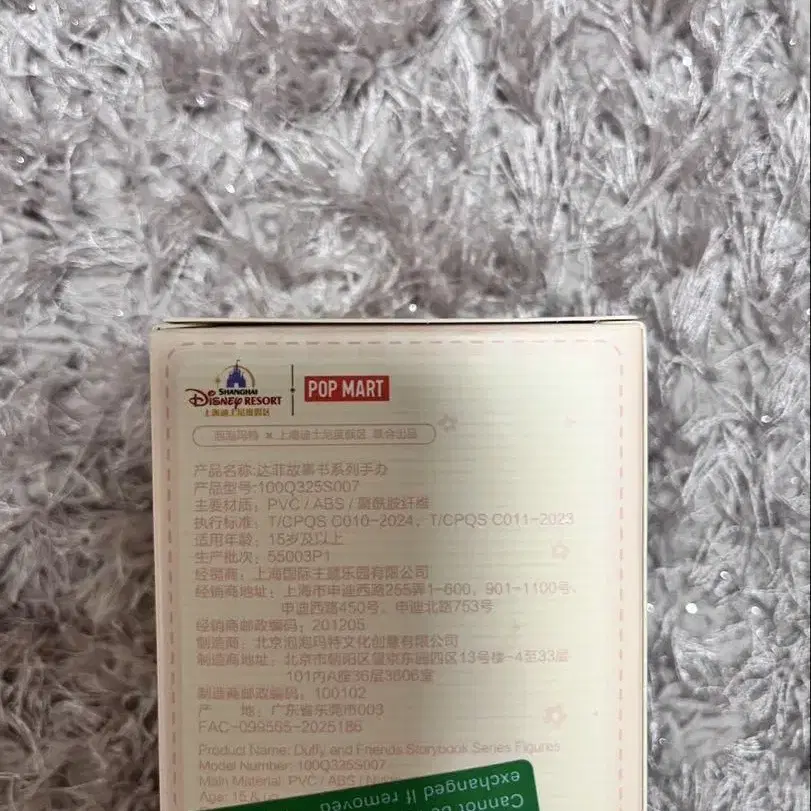 SHANGHAI
Disney RESORT
上海迪士尼度假区
POP MART
泡泡玛特 × 上海迪士尼度假区 联合出品
产品名称:达菲故事书系列手办
产品型号:100Q325S007
主要材质: PVC / ABS / 聚酰胺纤维
执行标准: T/CPQS C010-2024, T/CPQS C011-2023
适用年龄: 15岁及以上
生产批次: 55003P1
经销商: 上海国际主题乐园有限公司
经销商地址: 上海市申迪西路255弄1-600, 901-1100号、
申迪西路450号, 申迪北路753号
经销商邮政编码: 201205
制造商: 北京泡泡玛特文化创意有限公司
制造商地址: 北京市朝阳区望京东园四区13号楼-4至33层
101内A座36层3606室
制造商邮政编码: 100102
产 地: 广东省东莞市003
FAC-099565-2025186
Product Name: Duffy and Friends Storybook Series Figures
Model Number: 100Q325S007
Main Material: PVC / ABS /
Age: 15 &
Cannot be
exchanged if removed